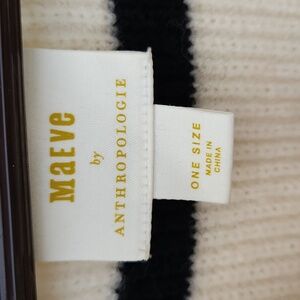 MAEVE
by
ANTHROPOLOGIE
ONE SIZE
MADE IN
CHINA